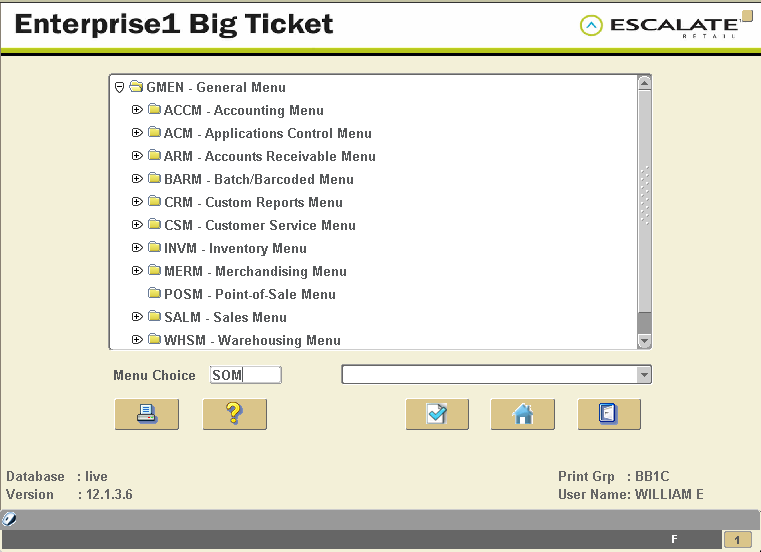 Enterprise1 Big Ticket
ESCALATE
RETAIL
GMEN - General Menu
ACCM - Accounting Menu
ACM - Applications Control Menu
ARM - Accounts Receivable Menu
BARM - Batch/Barcoded Menu
CRM - Custom Reports Menu
CSM - Customer Service Menu
INVM - Inventory Menu
MERM - Merchandising Menu
POSM - Point-of-Sale Menu
SALM - Sales Menu
WHSM - Warehousing Menu
Menu Choice SOM
Database : live
Print Grp : BB1C
Version : 12.1.3.6
User Name: WILLIAM E
F 1